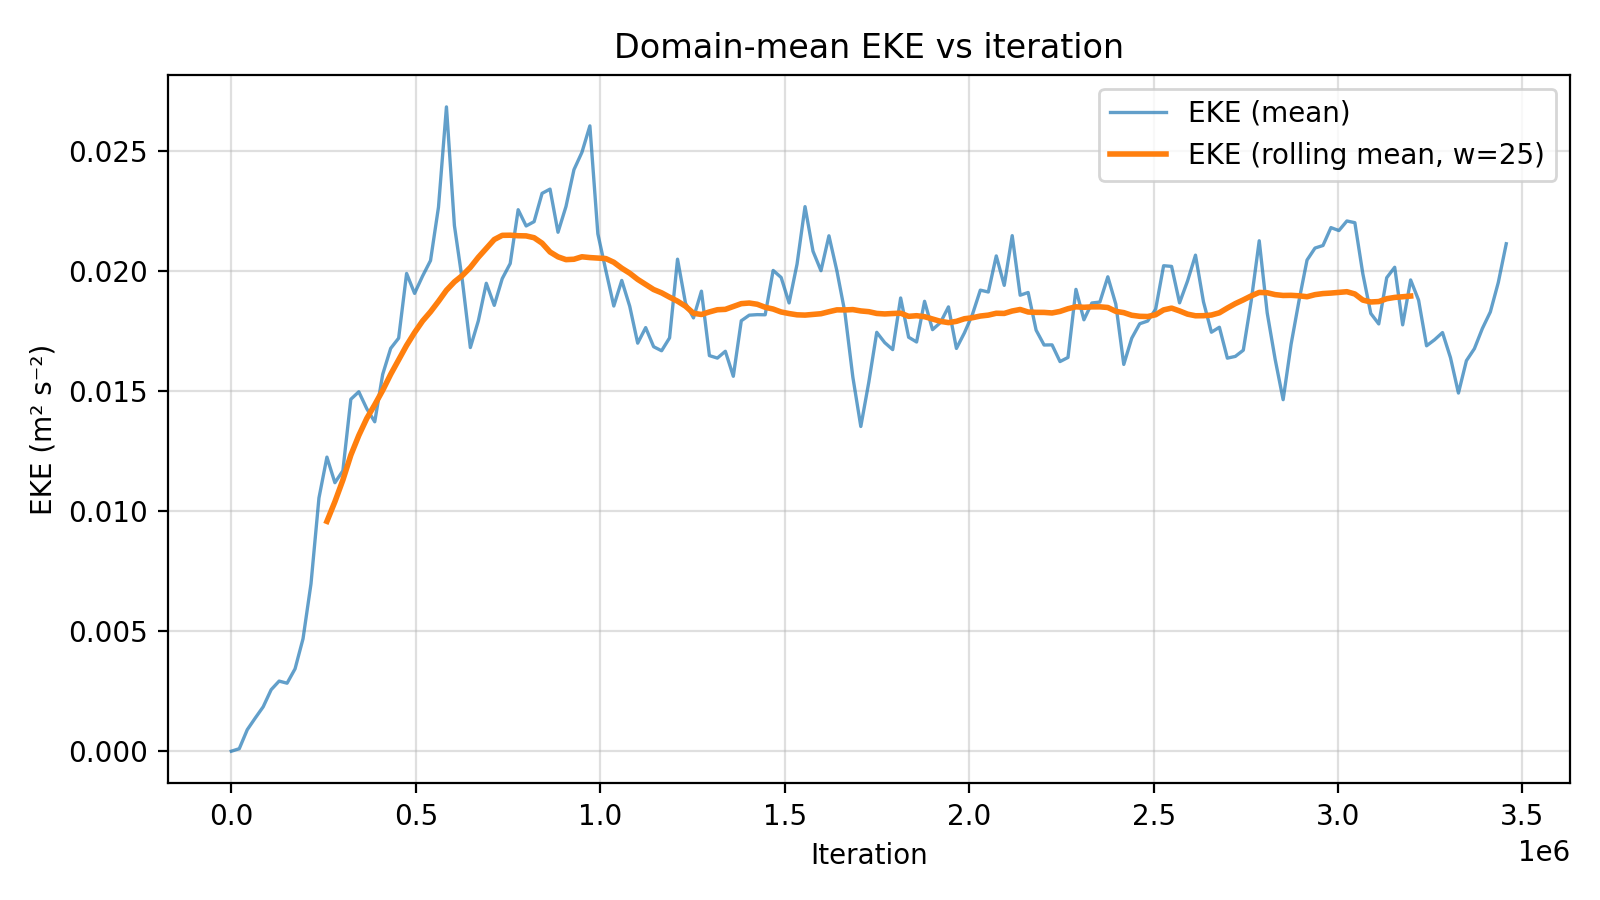 Domain-mean EKE vs iteration
EKE (mean)
EKE (rolling mean, w=25)
EKE (m² s⁻²)
0.025
0.020
0.015
0.010
0.005
0.000
0.0 0.5 1.0 1.5 2.0 2.5 3.0 3.5
1e6
Iteration